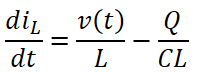 di_L/dt = v(t)/L − Q/CL